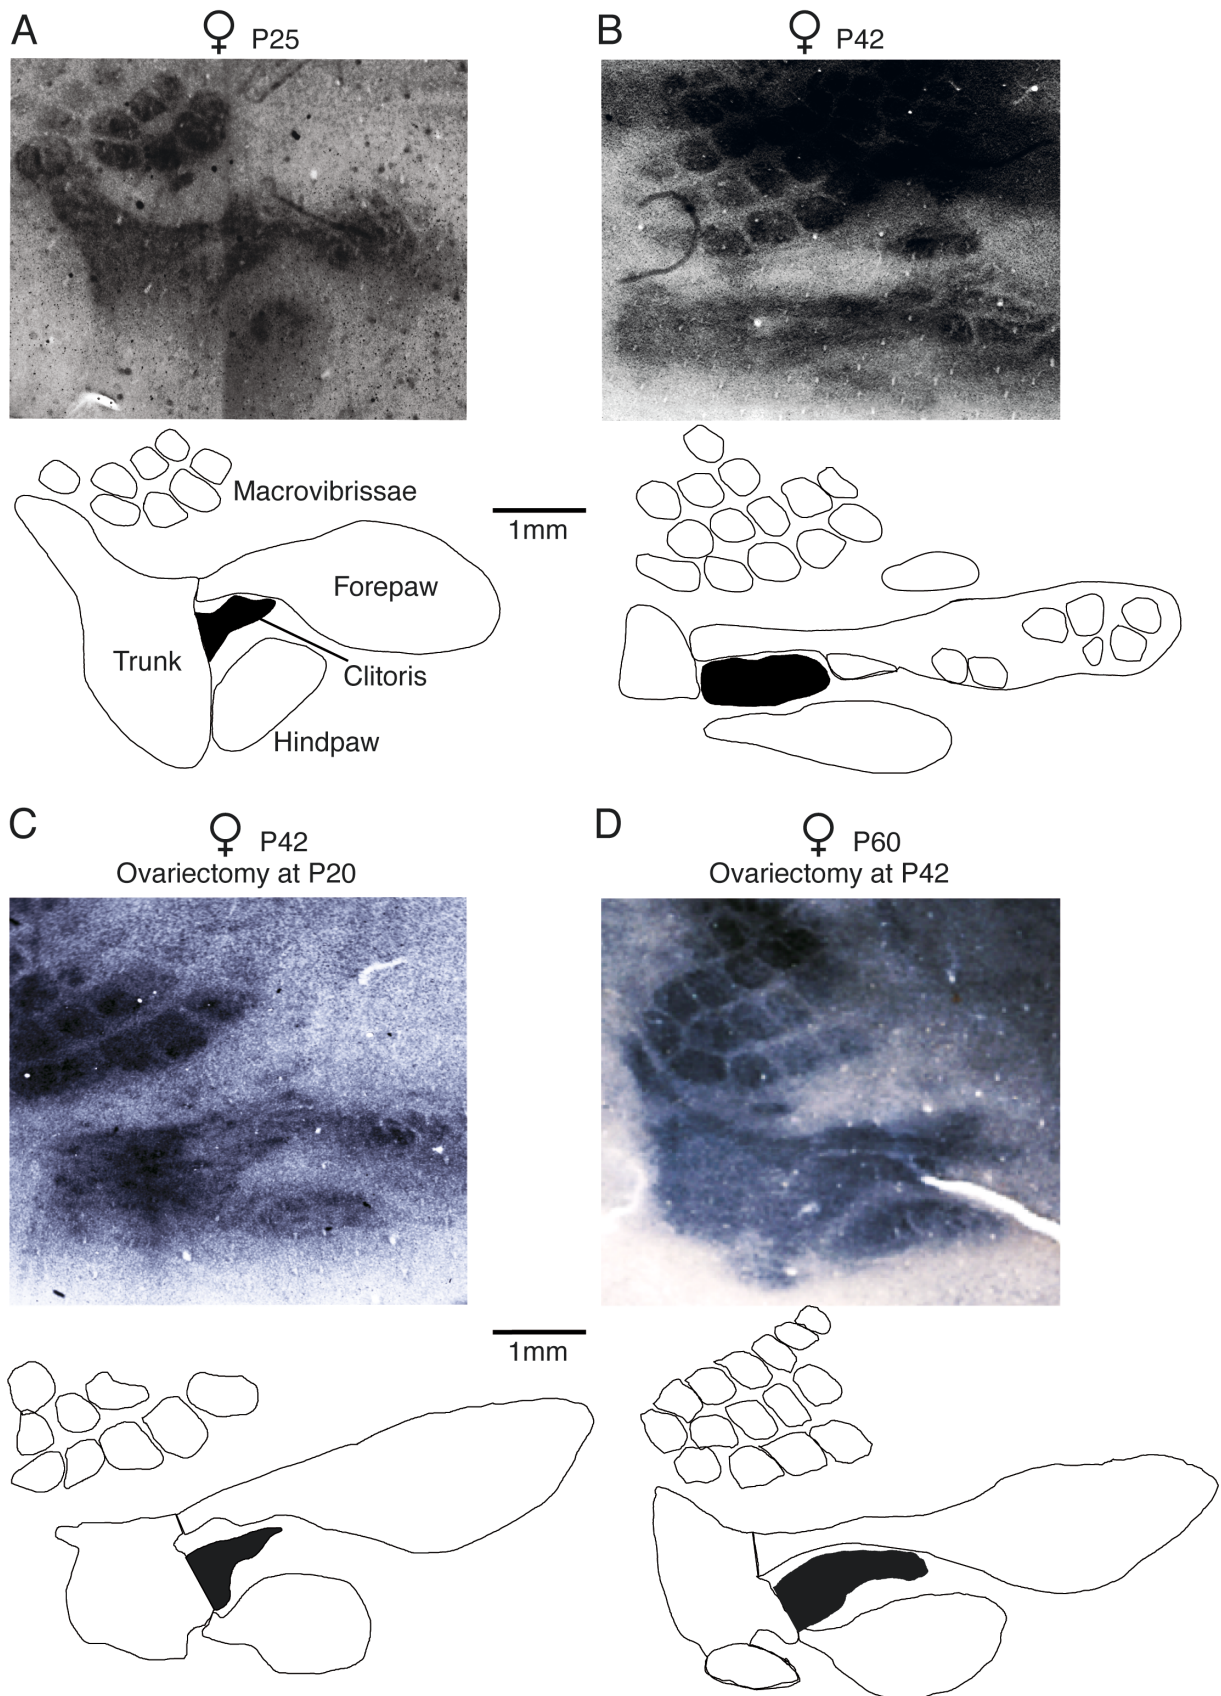 A
♀ P25
B
♀ P42
Macrovibrissae
1mm
Forepaw
Trunk
Clitoris
Hindpaw
C
♀ P42
Ovariectomy at P20
D
♀ P60
Ovariectomy at P42
1mm